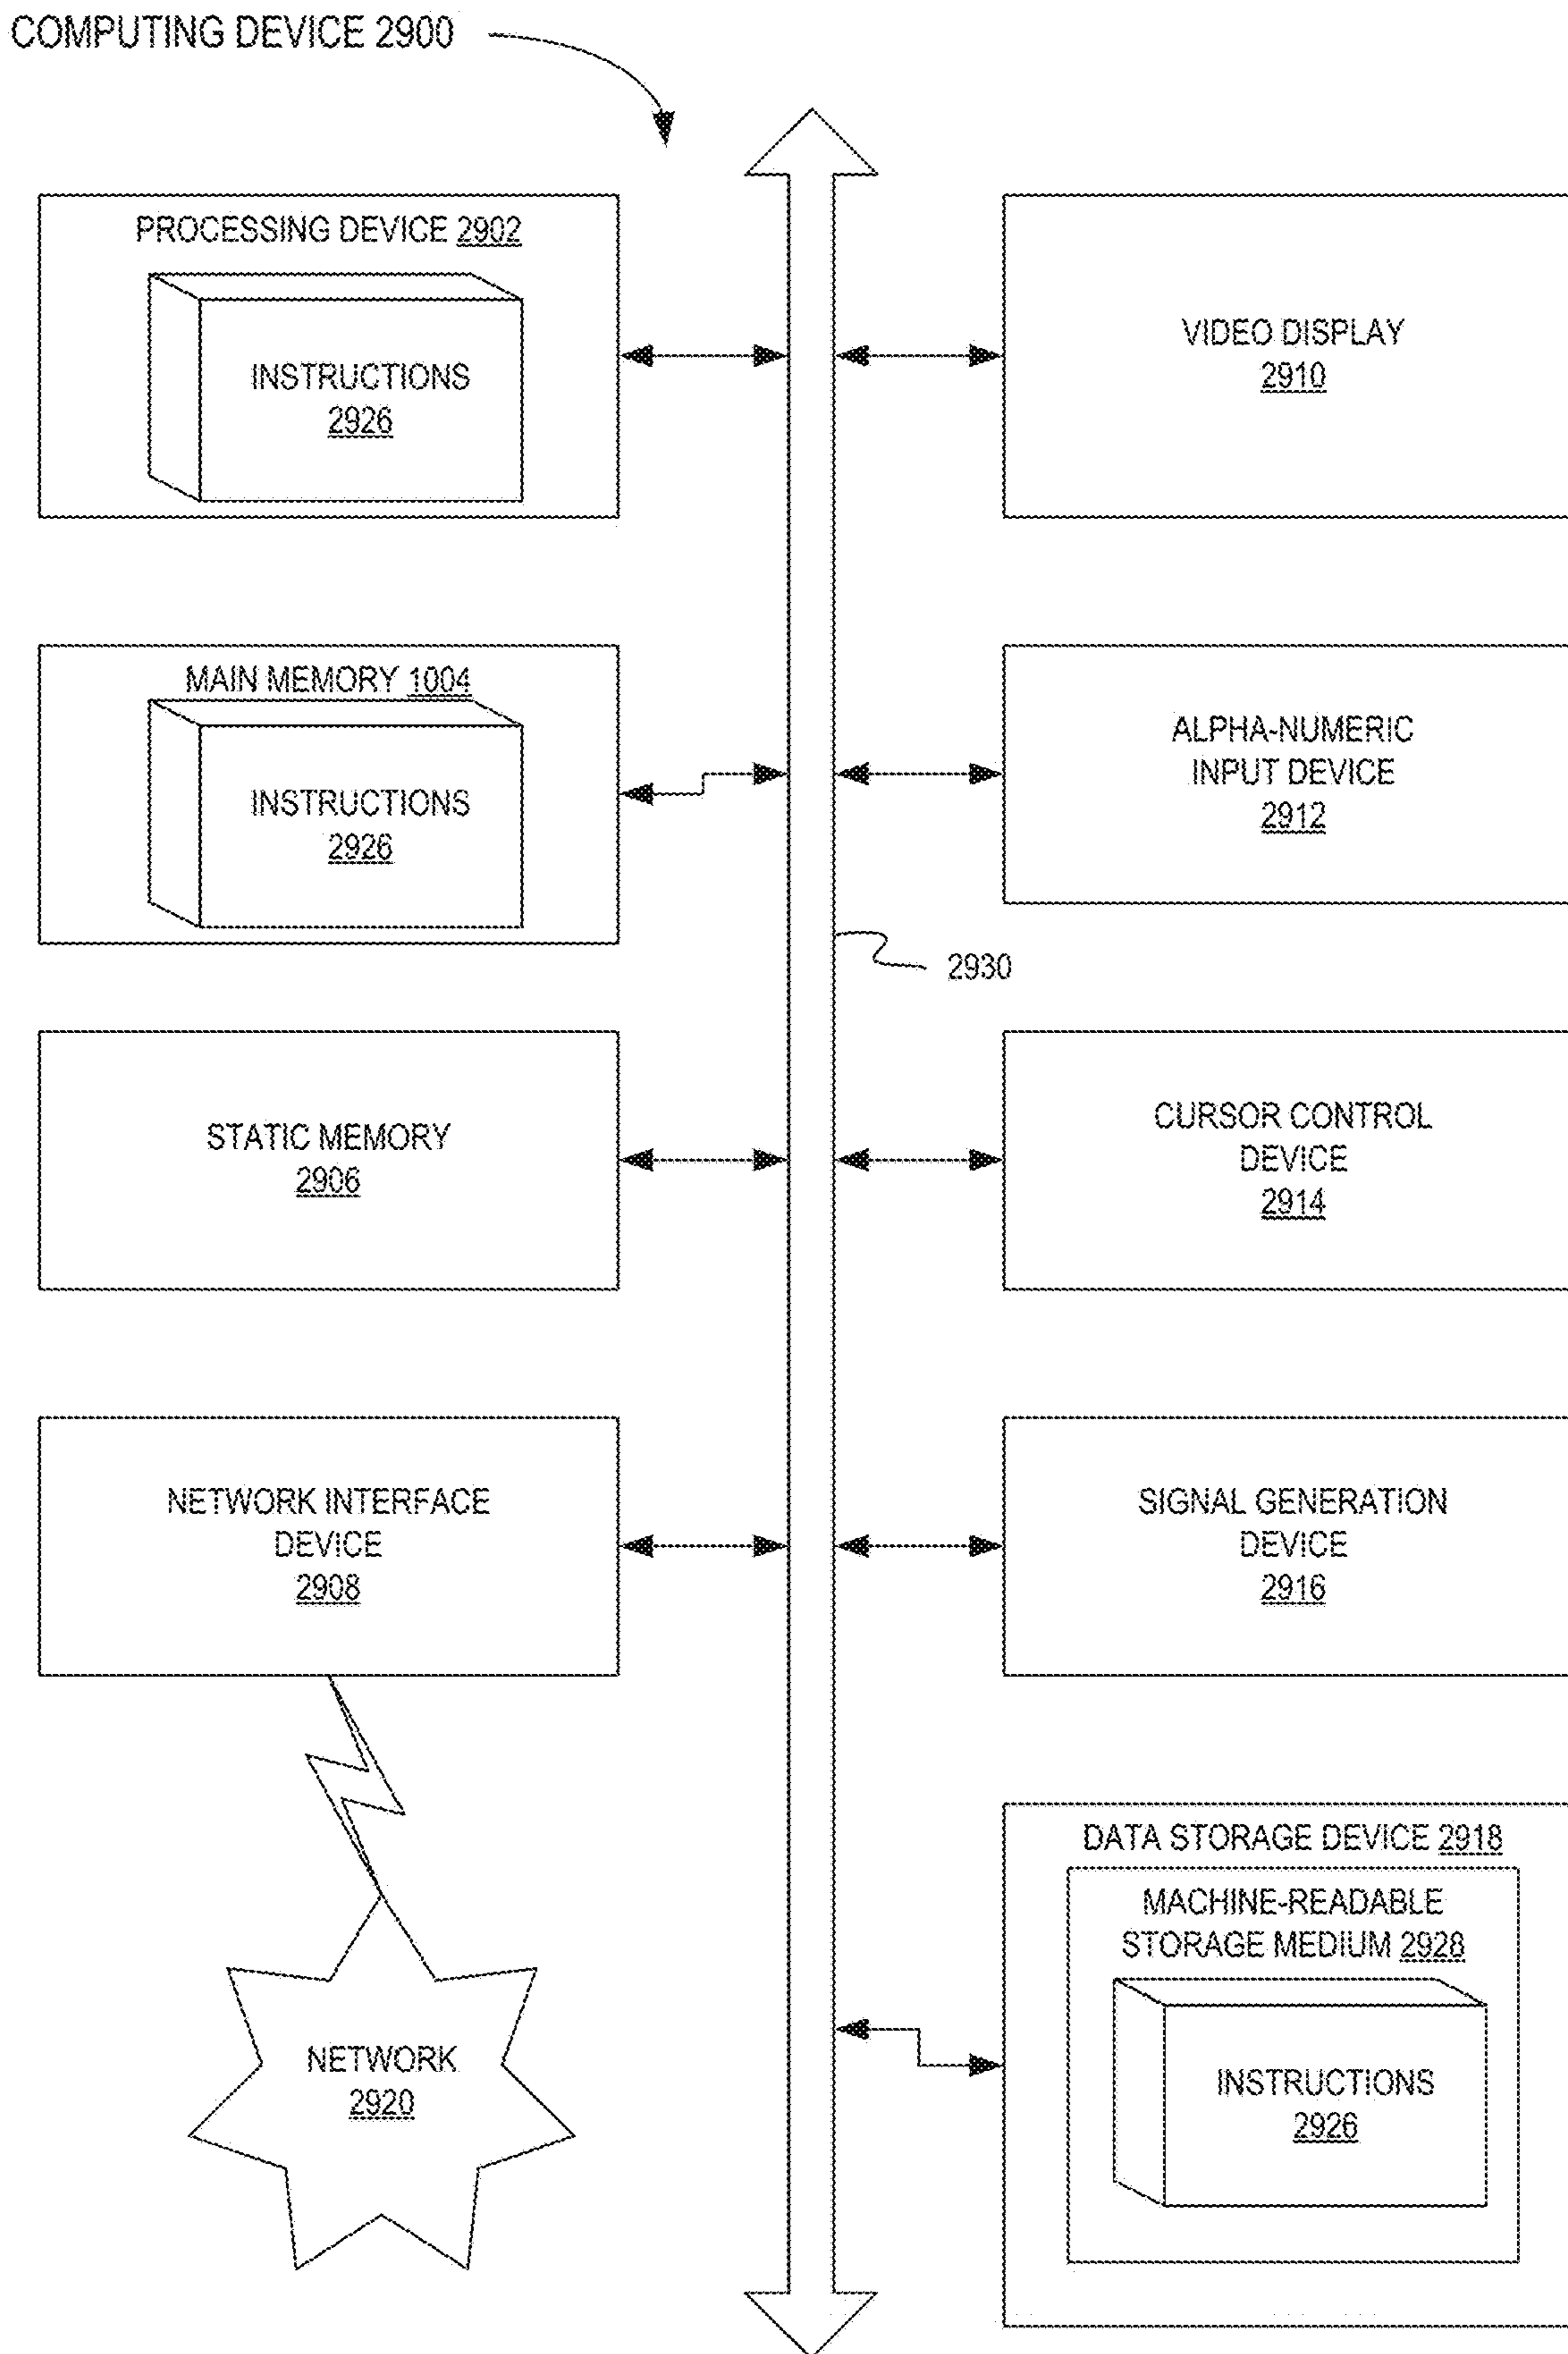 COMPUTING DEVICE 2900
PROCESSING DEVICE 2902
INSTRUCTIONS
2926
VIDEO DISPLAY
2910
MAIN MEMORY 1004
INSTRUCTIONS
2926
ALPHA-NUMERIC
INPUT DEVICE
2912
2930
STATIC MEMORY
2906
CURSOR CONTROL
DEVICE
2914
NETWORK INTERFACE
DEVICE
2908
SIGNAL GENERATION
DEVICE
2916
DATA STORAGE DEVICE 2918
MACHINE-READABLE
STORAGE MEDIUM 2928
INSTRUCTIONS
2926
NETWORK
2920